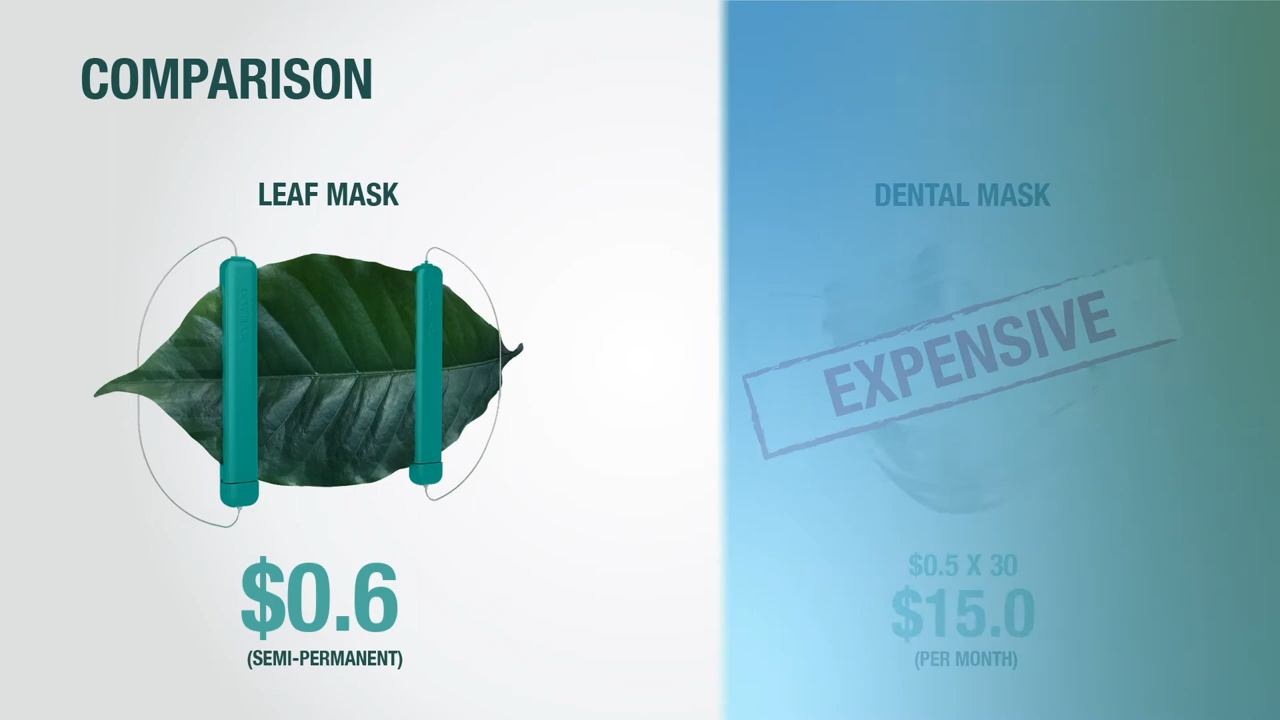 COMPARISON
LEAF MASK
$0.6
(SEMI-PERMANENT)
DENTAL MASK
EXPENSIVE
$0.5 X 30
$15.0
(PER MONTH)